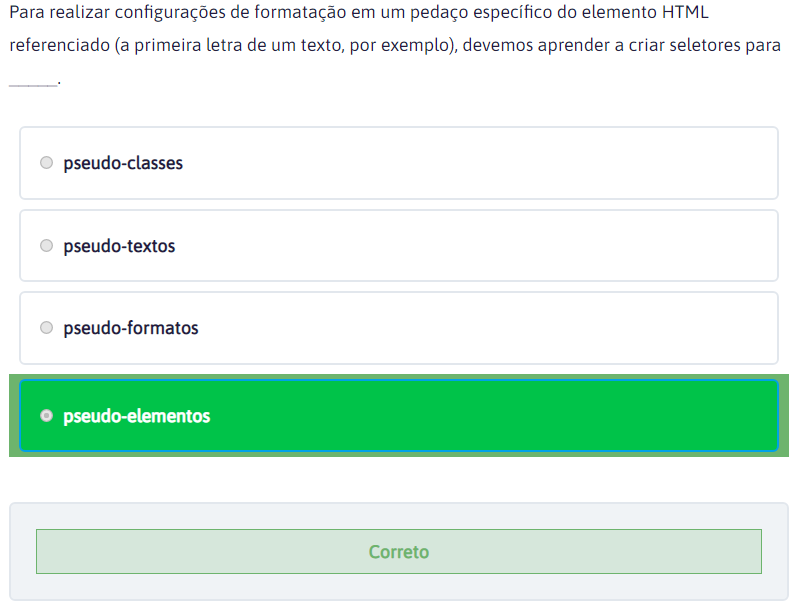 Para realizar configurações de formatação em um pedaço específico do elemento HTML
referenciado (a primeira letra de um texto, por exemplo), devemos aprender a criar seletores para
_____.
pseudo-classes
pseudo-textos
pseudo-formatos
pseudo-elementos
Correto